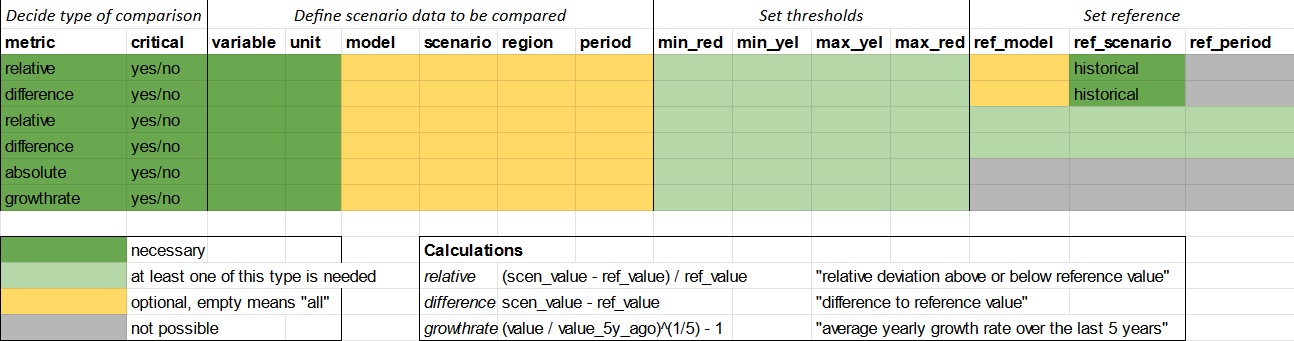 Decide type of comparison Define scenario data to be compared Set thresholds Set reference
metric critical variable unit model scenario region period min_red min_yel max_yel max_red ref_model ref_scenario ref_period
relative yes/no historical
difference yes/no historical
relative yes/no
difference yes/no
absolute yes/no
growthrate yes/no
necessary Calculations
at least one of this type is needed relative (scen_value - ref_value) / ref_value "relative deviation above or below reference value"
optional, empty means "all" difference scen_value - ref_value "difference to reference value"
not possible growthrate (value / value_5y_ago)^(1/5) - 1 "average yearly growth rate over the last 5 years"